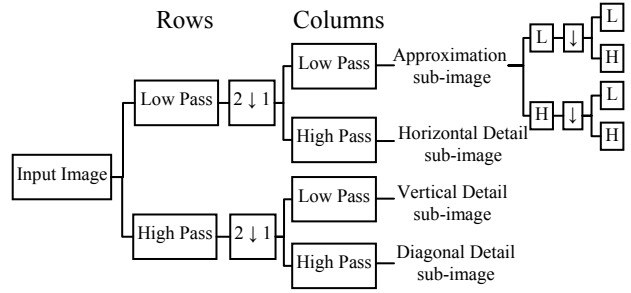 Rows
Columns
Input Image
Low Pass
2 ↓ 1
High Pass
2 ↓ 1
Low Pass
High Pass
Low Pass
High Pass
Approximation
sub-image
Horizontal Detail
sub-image
Vertical Detail
sub-image
Diagonal Detail
sub-image
L
↓
L
H
H
↓
L
H